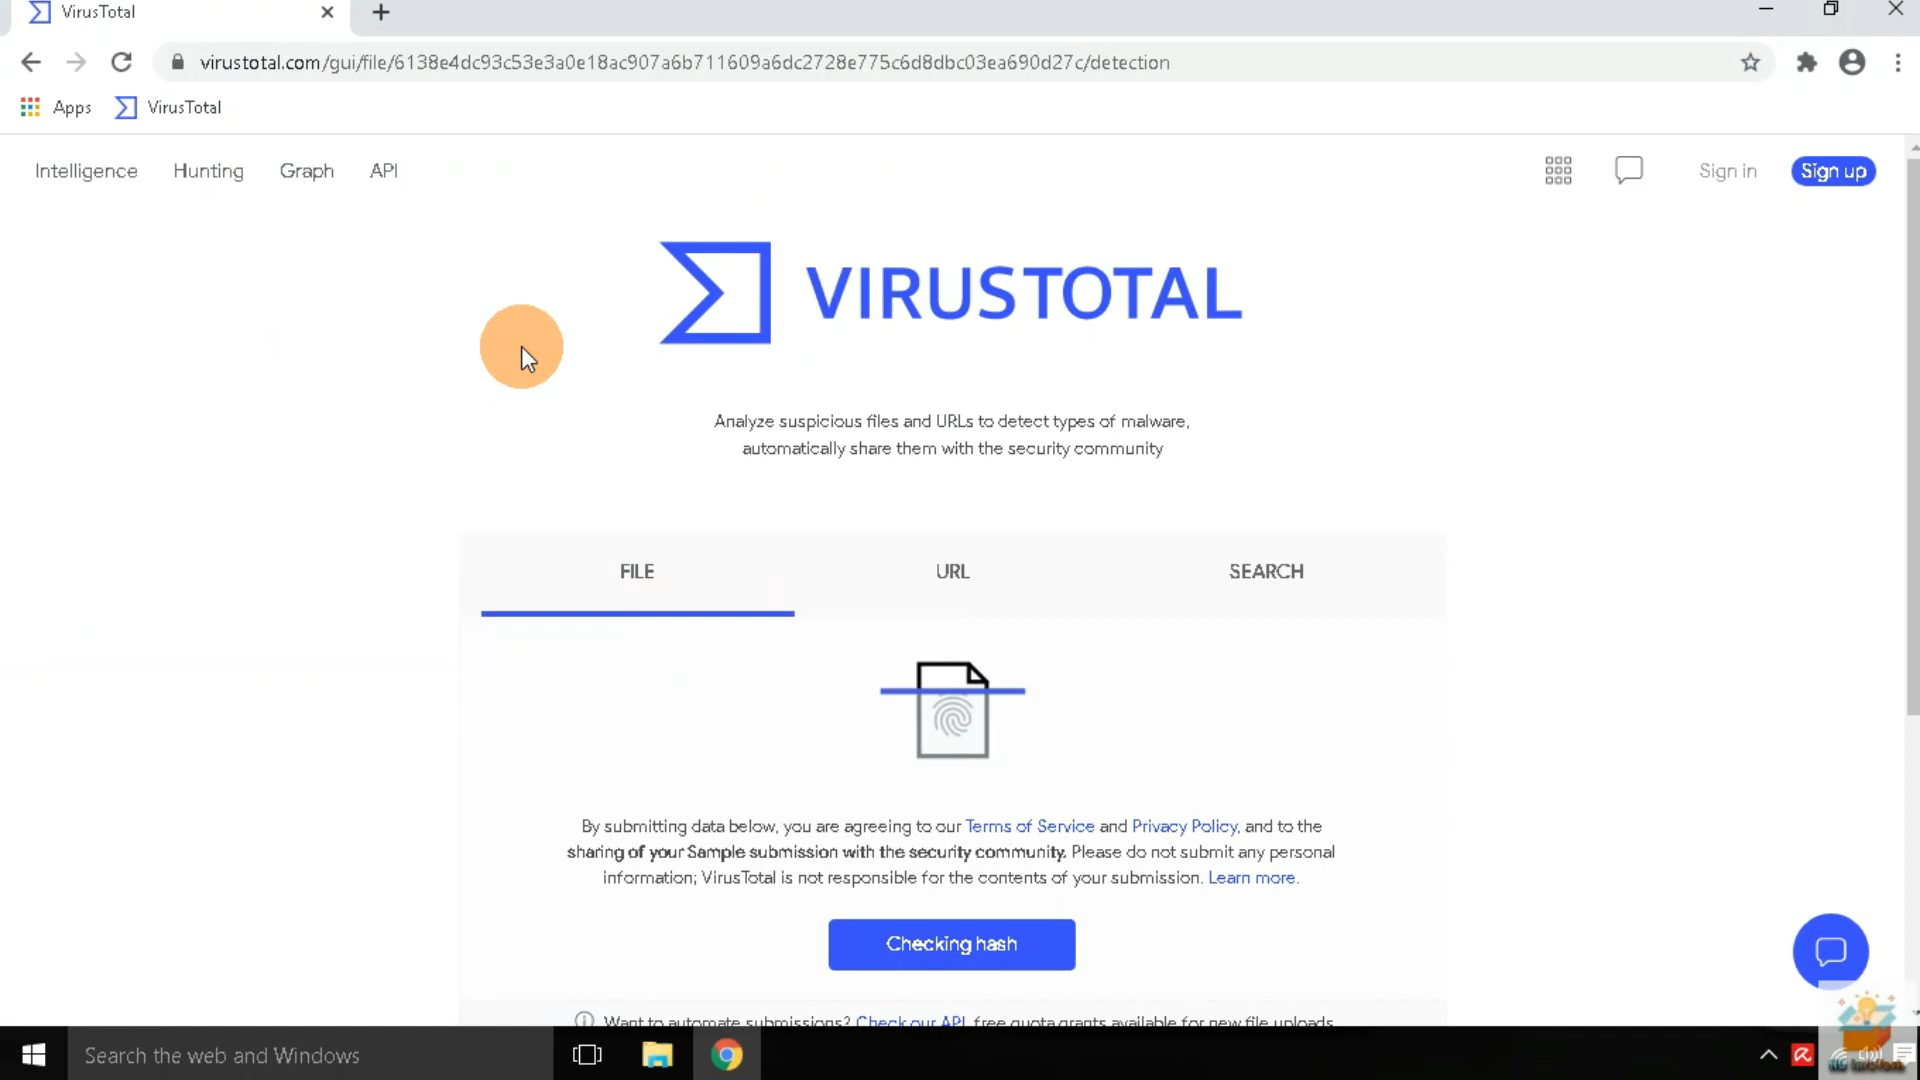 VirusTotal
virustotal.com/gui/file/6138e4dc93c53e3a0e18ac907a6b711609a6dc2728e775c6d8dbc03ea690d27c/detection
Apps VirusTotal
Intelligence Hunting Graph API Sign in Sign up
VIRUSTOTAL
Analyze suspicious files and URLs to detect types of malware,
automatically share them with the security community
FILE URL SEARCH
By submitting data below, you are agreeing to our Terms of Service and Privacy Policy, and to the
sharing of your Sample submission with the security community. Please do not submit any personal
information; VirusTotal is not responsible for the contents of your submission. Learn more.
Checking hash
Want to automate submissions? Check our API, free quota grants available for new file uploads
Search the web and Windows